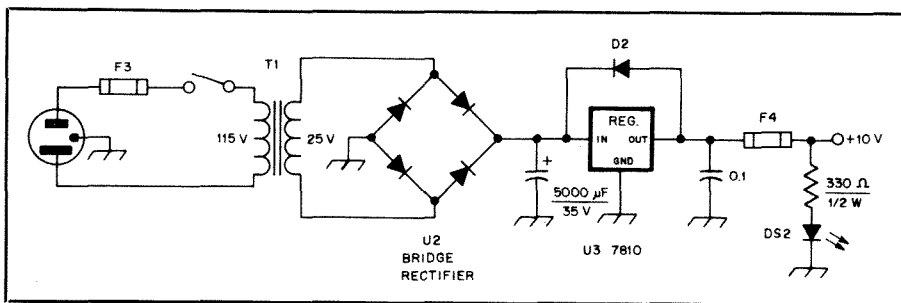 F3
T1
115 V
25 V
U2
BRIDGE
RECTIFIER
+
5000 µF
35 V
D2
REG.
IN OUT
GND
U3 7810
0.1
F4
+10 V
330 Ω
1/2 W
DS2